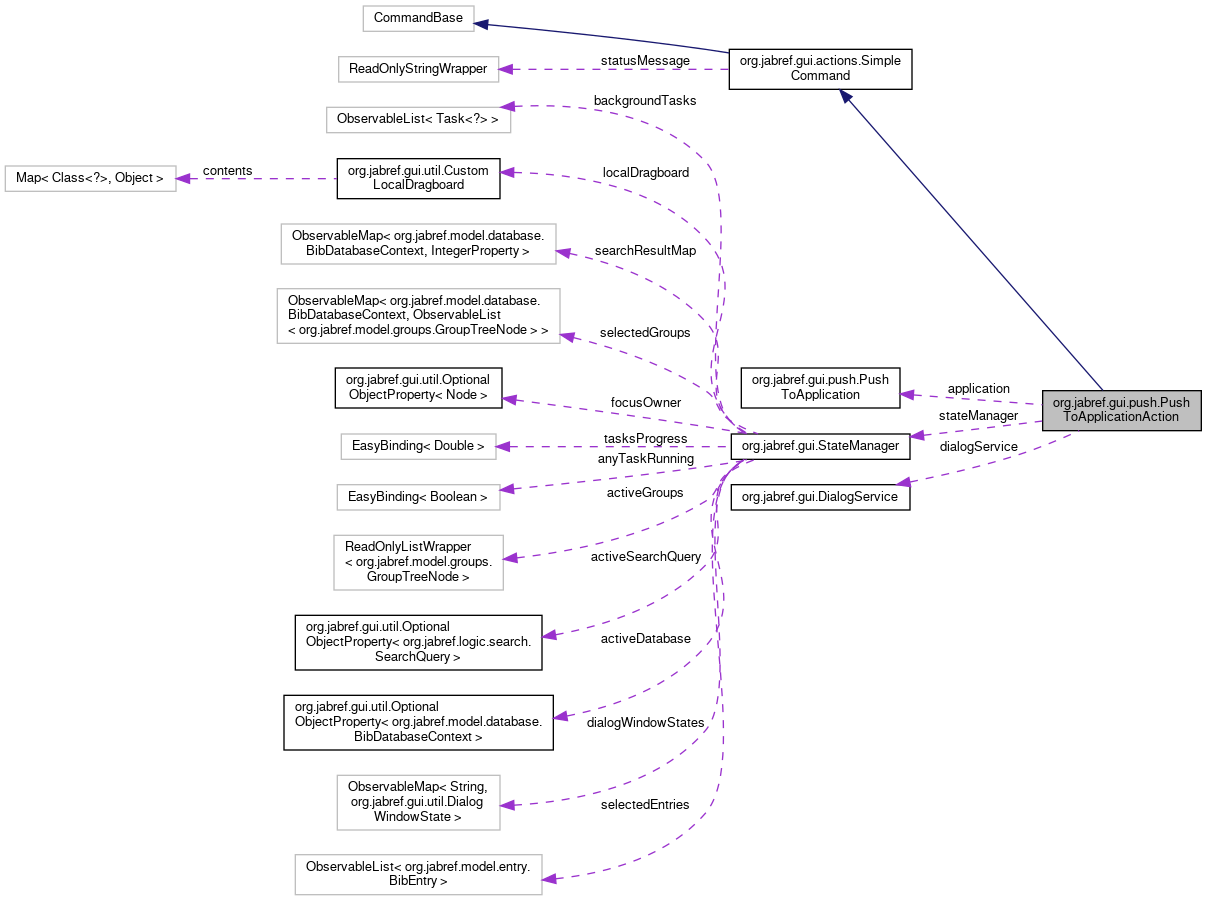 CommandBase
org.jabref.gui.actions.Simple
Command
statusMessage
ReadOnlyStringWrapper
backgroundTasks
ObservableList< Task<?> >
contents
Map< Class<?>, Object >
org.jabref.gui.util.Custom
LocalDragboard
localDragboard
ObservableMap< org.jabref.model.database.
BibDatabaseContext, IntegerProperty >
searchResultMap
ObservableMap< org.jabref.model.database.
BibDatabaseContext, ObservableList
< org.jabref.model.groups.GroupTreeNode > >
selectedGroups
org.jabref.gui.util.Optional
ObjectProperty< Node >
focusOwner
org.jabref.gui.push.Push
ToApplication
application
org.jabref.gui.push.Push
ToApplicationAction
stateManager
dialogService
EasyBinding< Double >
tasksProgress
org.jabref.gui.StateManager
anyTaskRunning
EasyBinding< Boolean >
activeGroups
org.jabref.gui.DialogService
ReadOnlyListWrapper
< org.jabref.model.groups.
GroupTreeNode >
activeSearchQuery
org.jabref.gui.util.Optional
ObjectProperty< org.jabref.logic.search.
SearchQuery >
activeDatabase
org.jabref.gui.util.Optional
ObjectProperty< org.jabref.model.database.
BibDatabaseContext >
dialogWindowStates
ObservableMap< String,
org.jabref.gui.util.Dialog
WindowState >
selectedEntries
ObservableList< org.jabref.model.entry.
BibEntry >